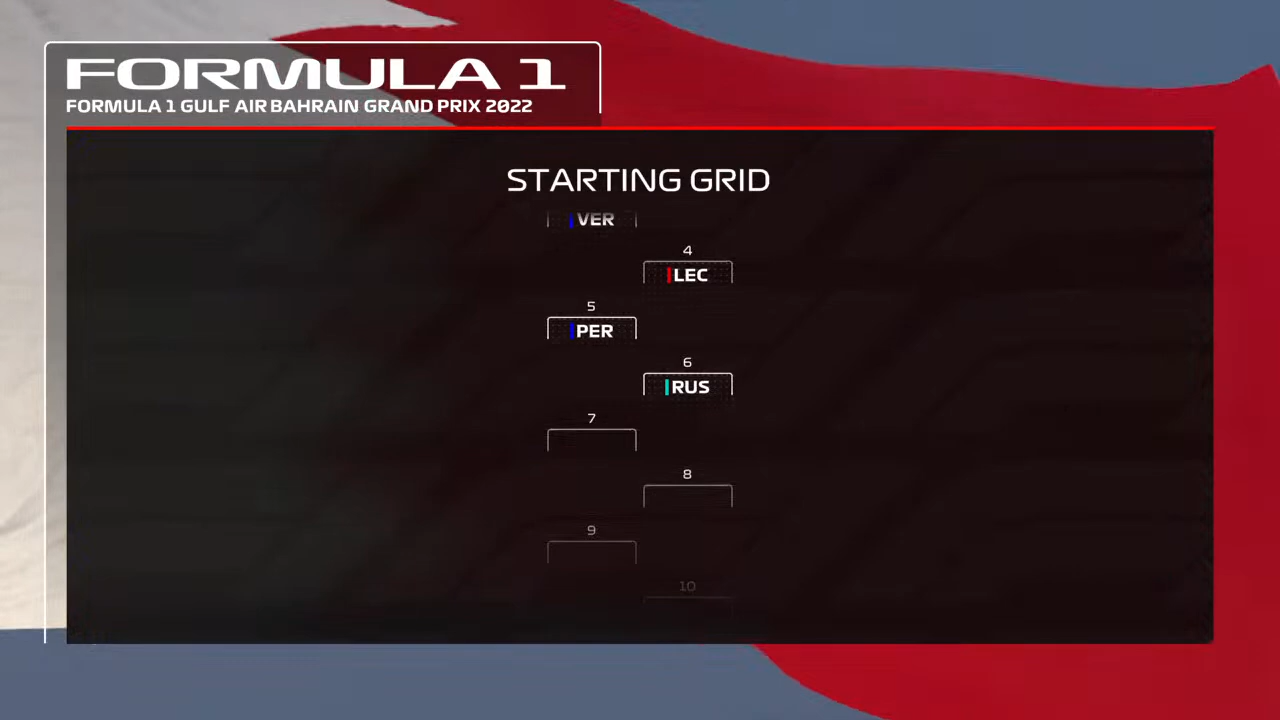 FORMULA 1
FORMULA 1 GULF AIR BAHRAIN GRAND PRIX 2022
STARTING GRID
VER
4
LEC
5
PER
6
RUS
7
8
9
10